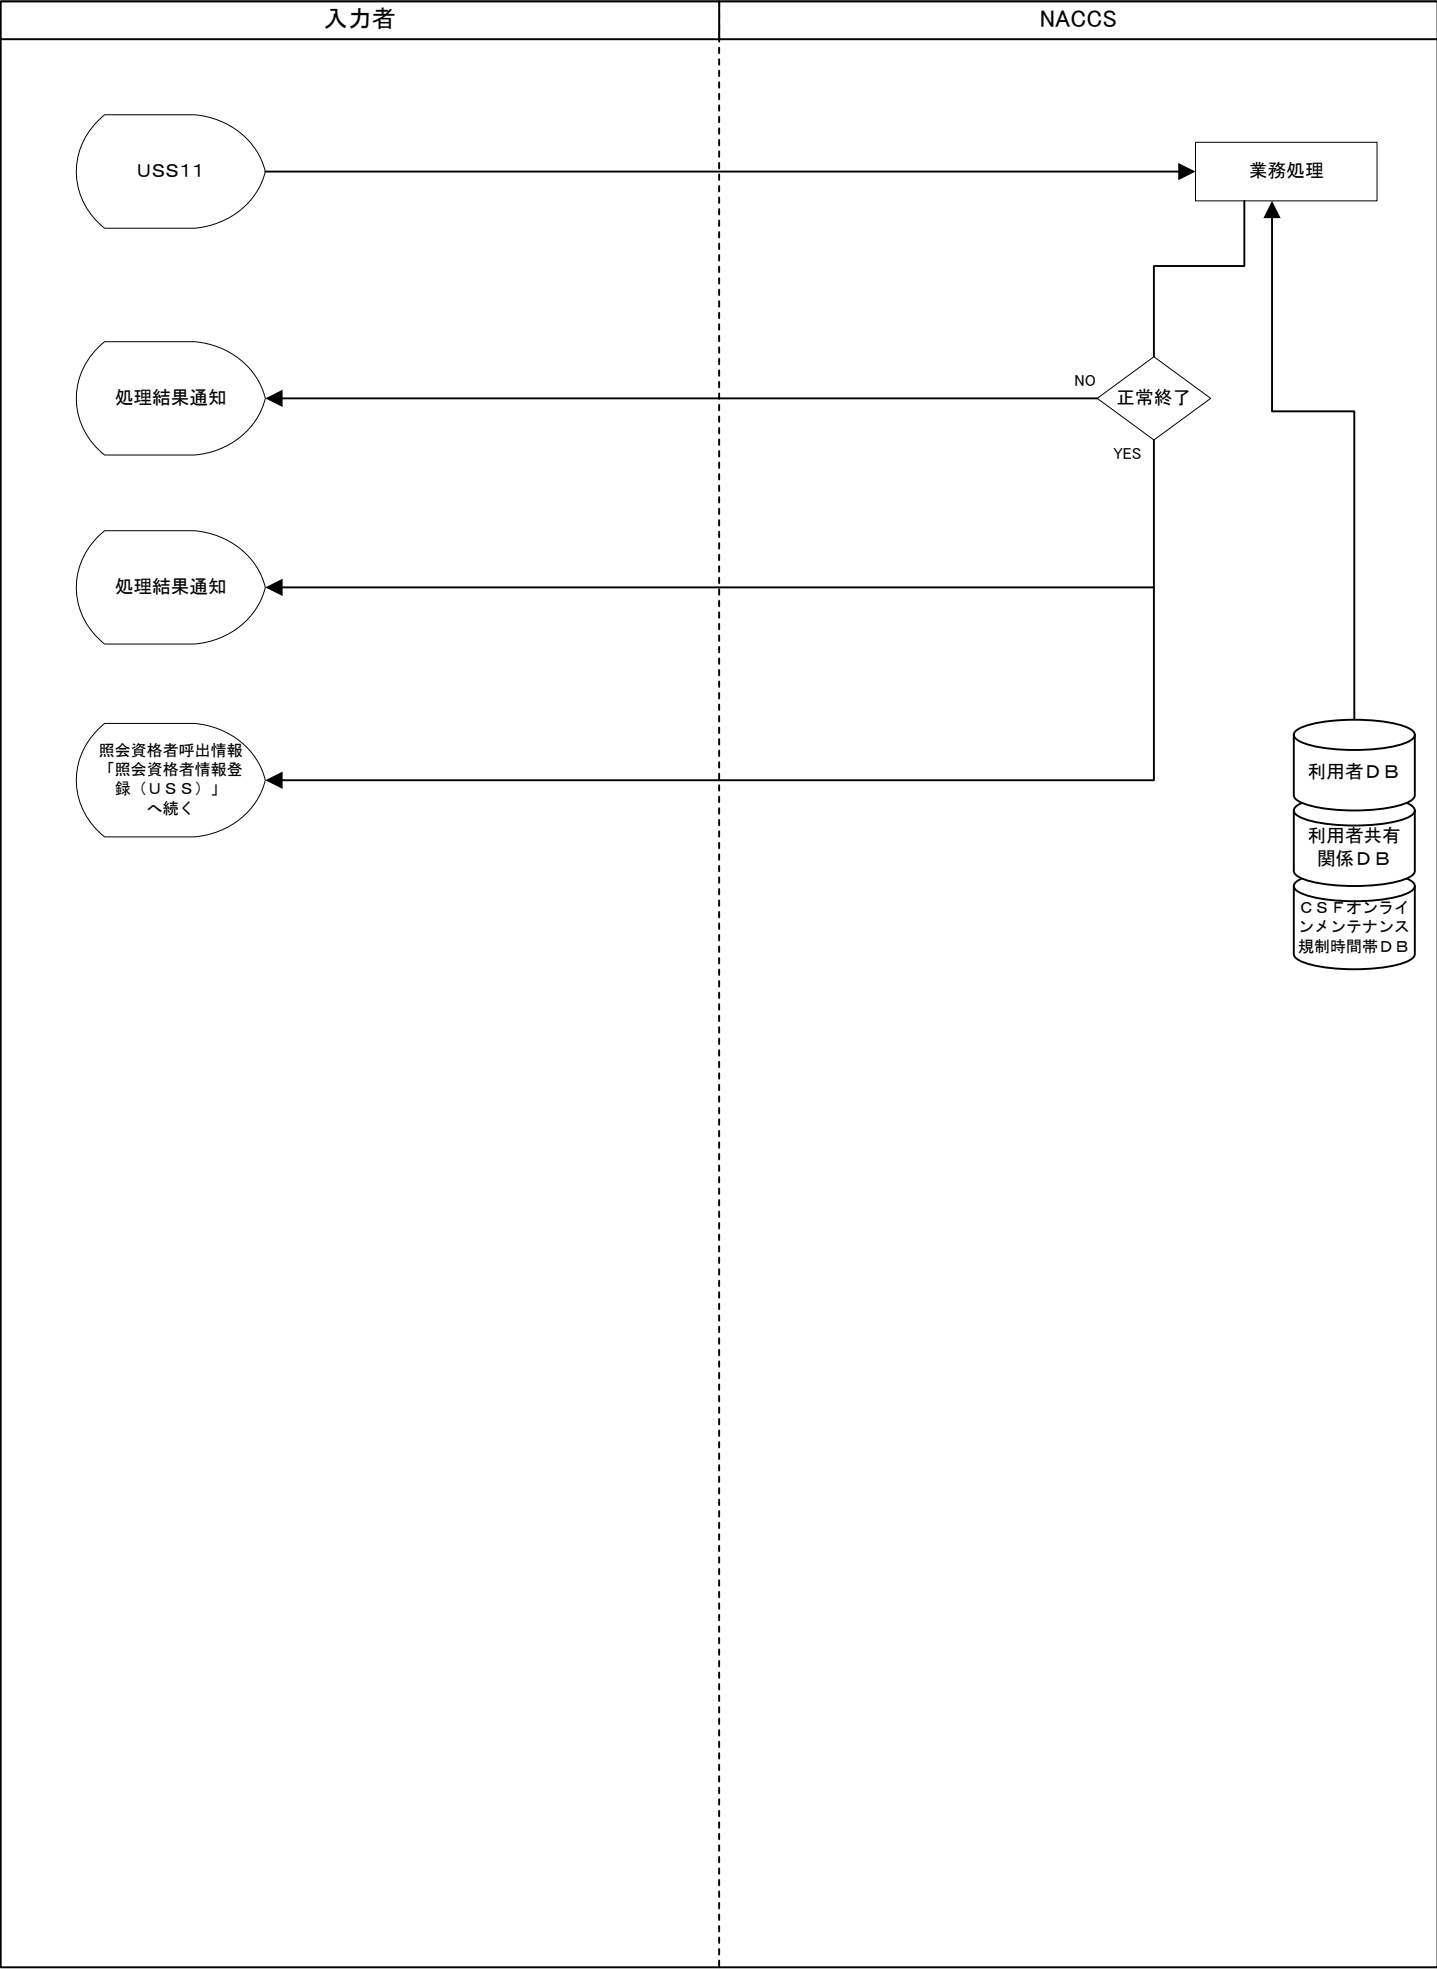 入力者
NACCS
USS11
業務処理
処理結果通知
NO
正常終了
YES
処理結果通知
照会資格者呼出情報
「照会資格者情報登
録（ＵＳＳ）」
へ続く
利用者ＤＢ
利用者共有
関係ＤＢ
ＣＳＦオンライ
ンメンテナンス
規制時間帯ＤＢ